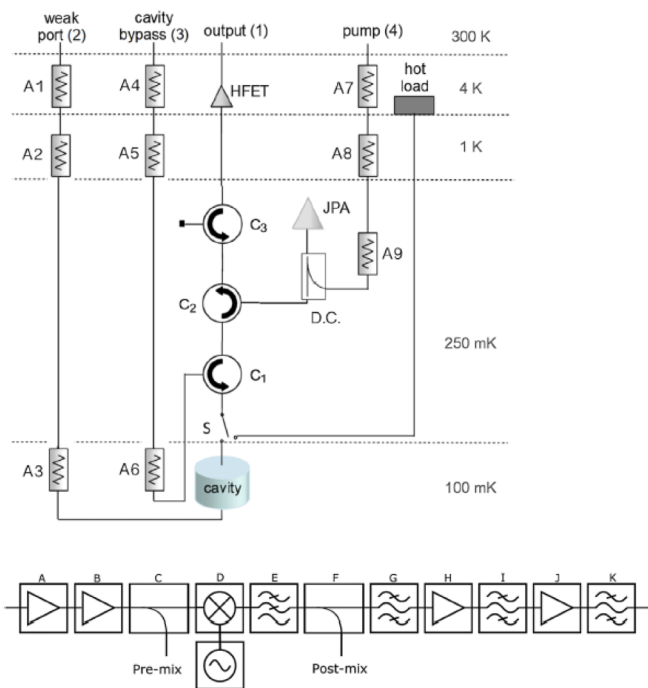 weak port (2)
cavity bypass (3)
output (1)
pump (4)
300 K
A1
A4
HFET
A7
hot load
4 K
A2
A5
A8
1 K
JPA
C3
A9
C2
D.C.
250 mK
C1
S
A3
A6
cavity
100 mK
A B C D E F G H I J K
Pre-mix
Post-mix